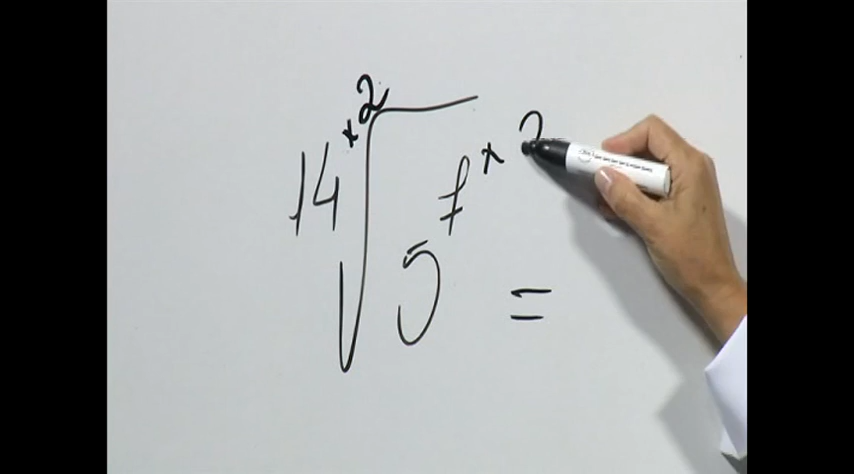 14 × 2 √ 5 7 × 2 =